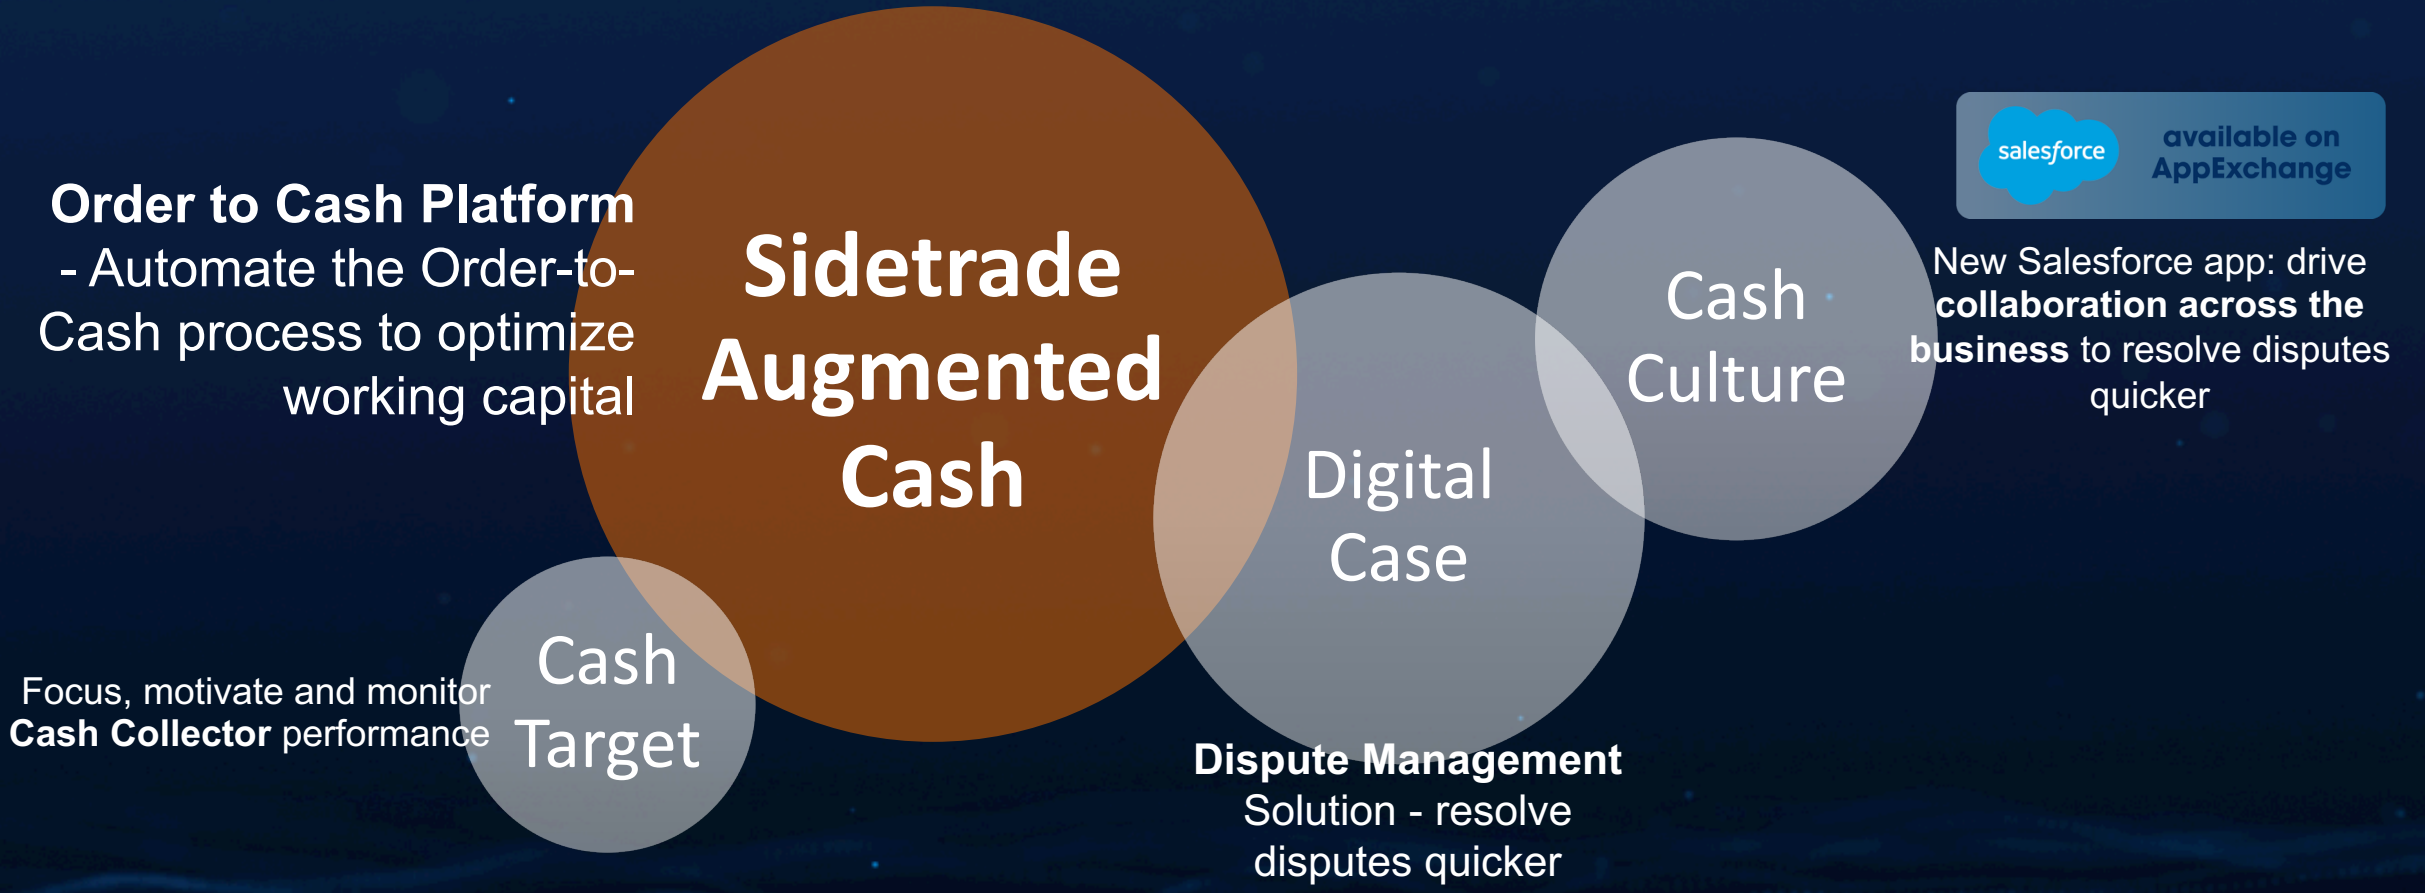 Order to Cash Platform
- Automate the Order-to-
Cash process to optimize
working capital
Sidetrade
Augmented
Cash
Cash
Target
Focus, motivate and monitor
Cash Collector performance
Digital
Case
Dispute Management
Solution - resolve
disputes quicker
Cash
Culture
salesforce
available on
AppExchange
New Salesforce app: drive
collaboration across the
business to resolve disputes
quicker